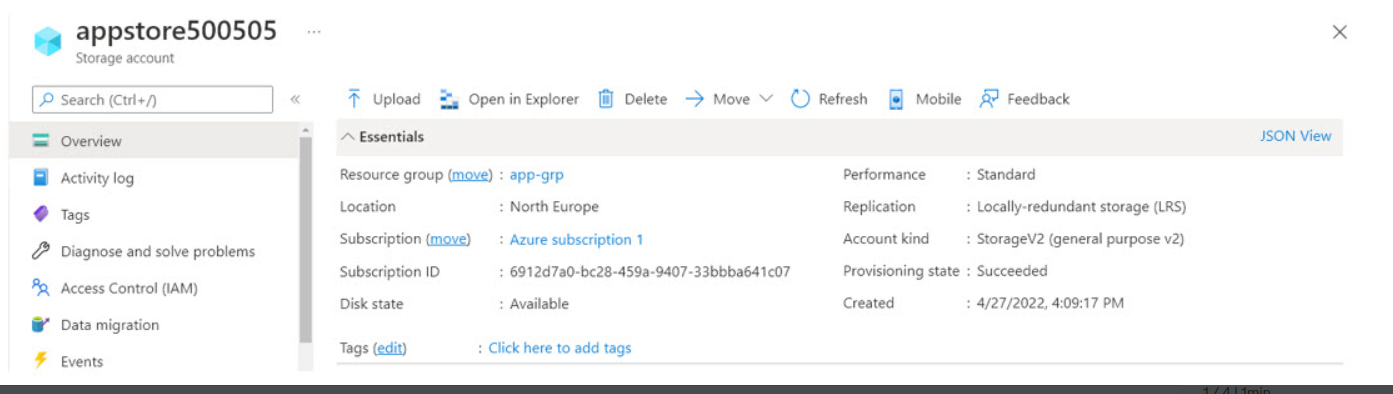 appstore500505 ...
Storage account
Search (Ctrl+/) «
Upload Open in Explorer Delete Move Refresh Mobile Feedback
Overview
Activity log
Tags
Diagnose and solve problems
Access Control (IAM)
Data migration
Events
Essentials JSON View
Resource group (move) : app-grp
Location : North Europe
Subscription (move) : Azure subscription 1
Subscription ID : 6912d7a0-bc28-459a-9407-33bbba641c07
Disk state : Available
Performance : Standard
Replication : Locally-redundant storage (LRS)
Account kind : StorageV2 (general purpose v2)
Provisioning state : Succeeded
Created : 4/27/2022, 4:09:17 PM
Tags (edit) : Click here to add tags